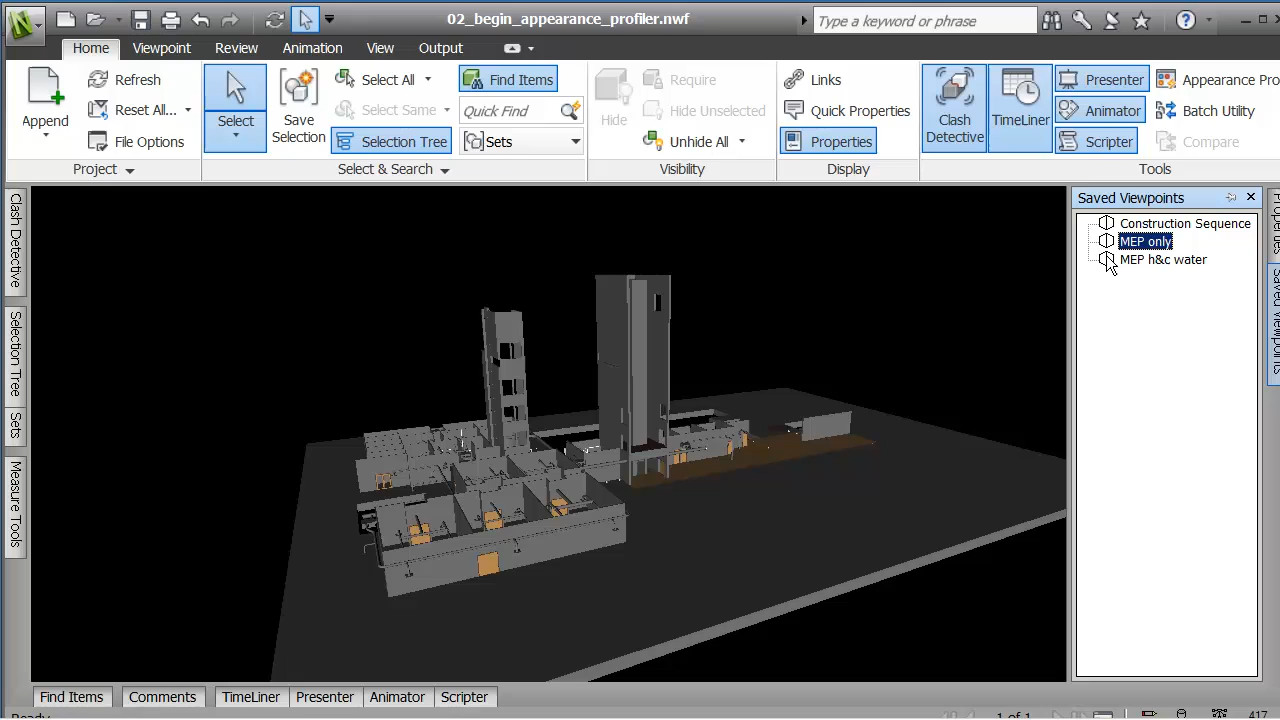 02_begin_appearance_profiler.nwf
Type a keyword or phrase
Home Viewpoint Review Animation View Output
Append
Refresh
Reset All...
File Options
Project
Select
Save Selection
Select All
Select Same
Selection Tree
Find Items
Quick Find
Sets
Select & Search
Hide
Require
Hide Unselected
Unhide All
Visibility
Links
Quick Properties
Properties
Display
Clash Detective
TimeLiner
Presenter
Animator
Scripter
Appearance Pro
Batch Utility
Compare
Tools
Clash Detective
Selection Tree
Sets
Measure Tools
Saved Viewpoints
Construction Sequence
MEP only
MEP h&c water
Properties
Saved Viewpoints
Find Items Comments TimeLiner Presenter Animator Scripter
Ready
1 of 1
417